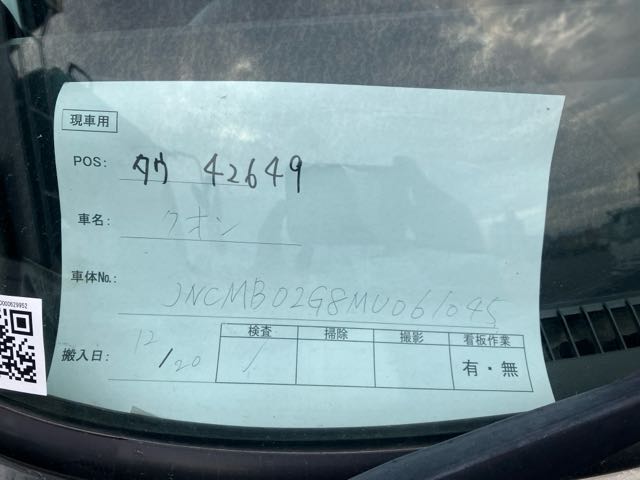 現車用
POS: タウ 42649
車名: クオン
車体No.: JNCMB02G8MU061045
搬入日: 12/20
検査 掃除 撮影 看板作業
/ 有・無